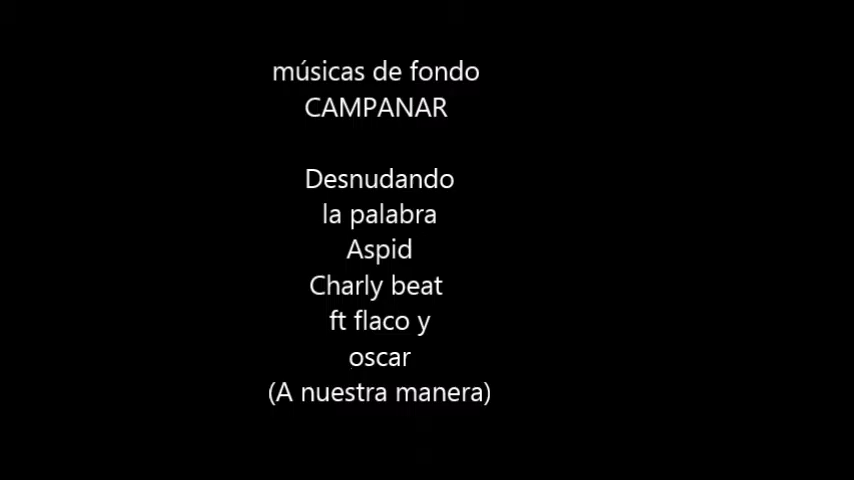 músicas de fondo
CAMPANAR
Desnudando
la palabra
Aspid
Charly beat
ft flaco y
oscar
(A nuestra manera)